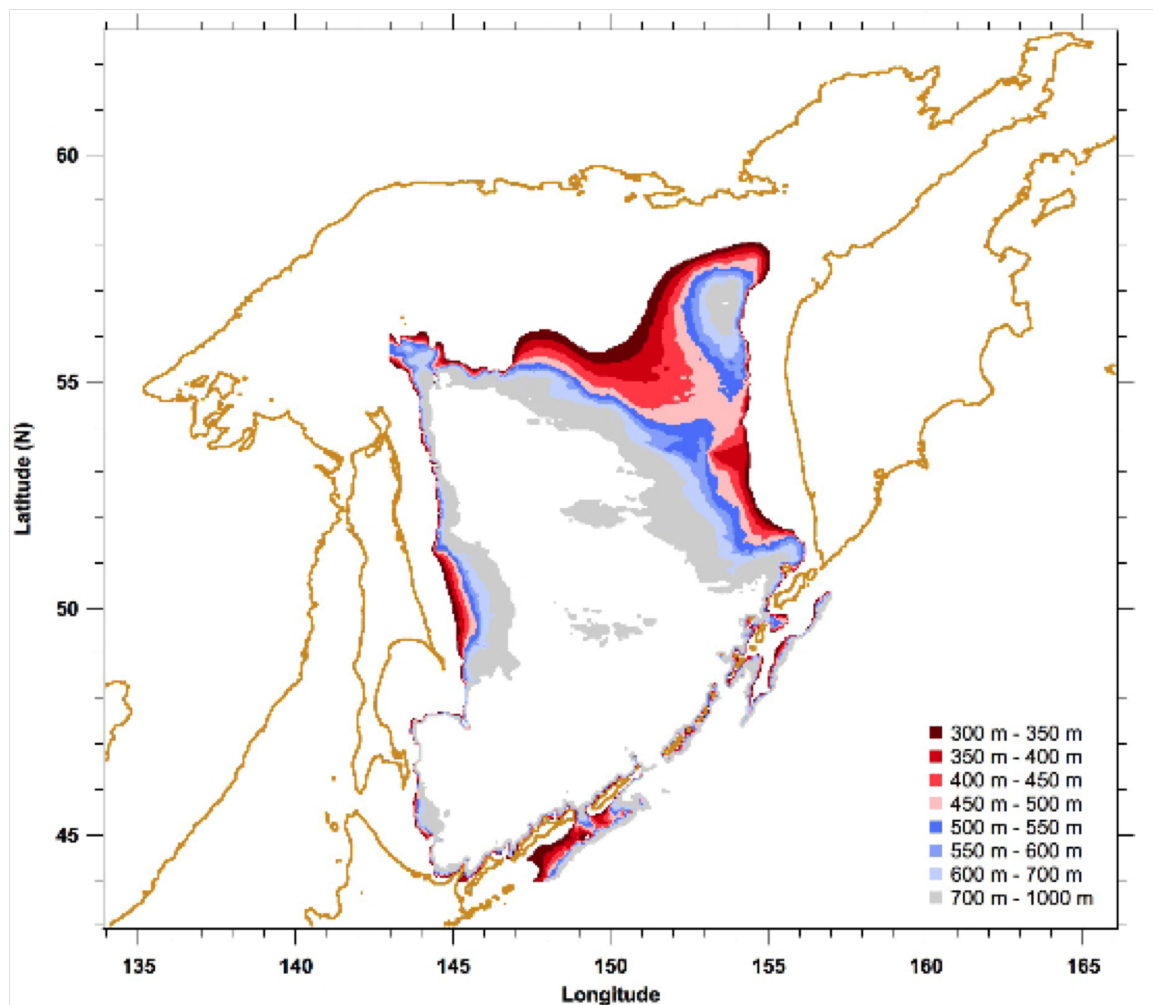 60
55
50
45
Latitude (N)
300 m - 350 m
350 m - 400 m
400 m - 450 m
450 m - 500 m
500 m - 550 m
550 m - 600 m
600 m - 700 m
700 m - 1000 m
135 140 145 150 155 160 165
Longitude